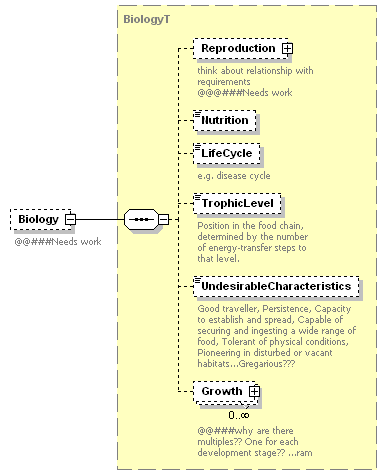 BiologyT
Reproduction
think about relationship with
requirements
@@@###Needs work
Nutrition
LifeCycle
e.g. disease cycle
TrophicLevel
Position in the food chain,
determined by the number
of energy-transfer steps to
that level.
Biology
@@###Needs work
UndesirableCharacteristics
Good traveller, Persistence, Capacity
to establish and spread, Capable of
securing and ingesting a wide range of
food, Tolerant of physical conditions,
Pioneering in disturbed or vacant
habitats...Gregarious???
Growth
0..∞
@@###why are there
multiples?? One for each
development stage?? ...ram